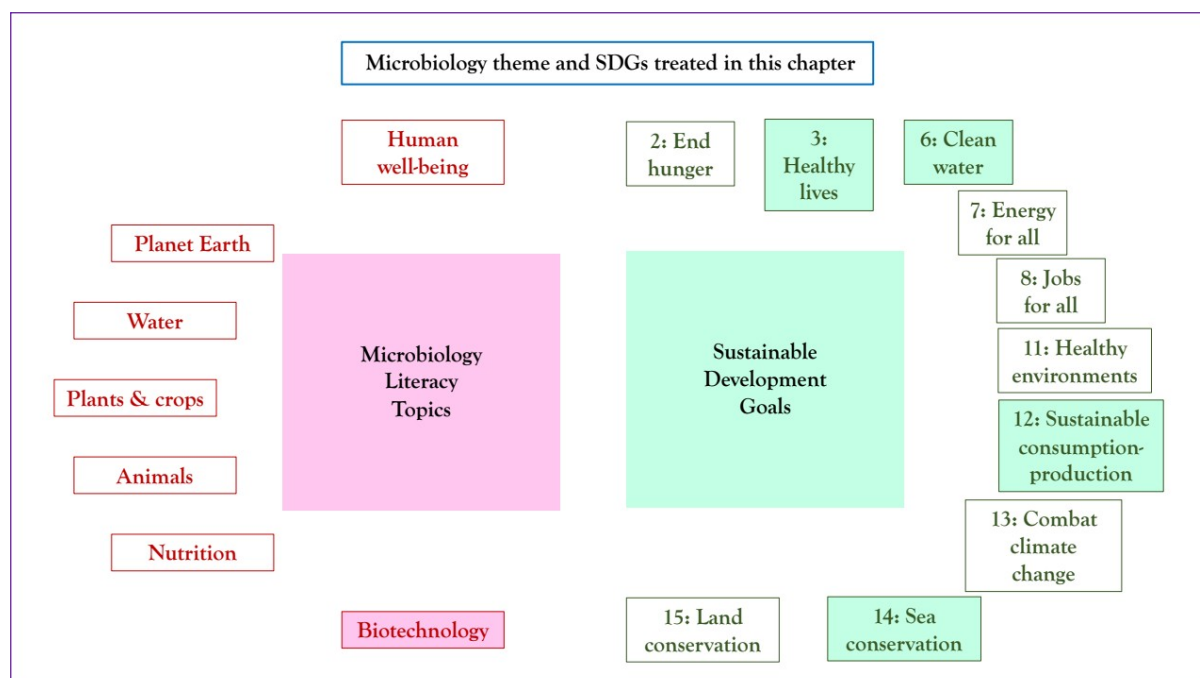 Microbiology theme and SDGs treated in this chapter
Human
well-being
Planet Earth
Water
Plants & crops
Animals
Nutrition
Biotechnology
Microbiology
Literacy
Topics
Sustainable
Development
Goals
2: End
hunger
3:
Healthy
lives
6: Clean
water
7: Energy
for all
8: Jobs
for all
11: Healthy
environments
12: Sustainable
consumption-
production
13: Combat
climate
change
14: Sea
conservation
15: Land
conservation